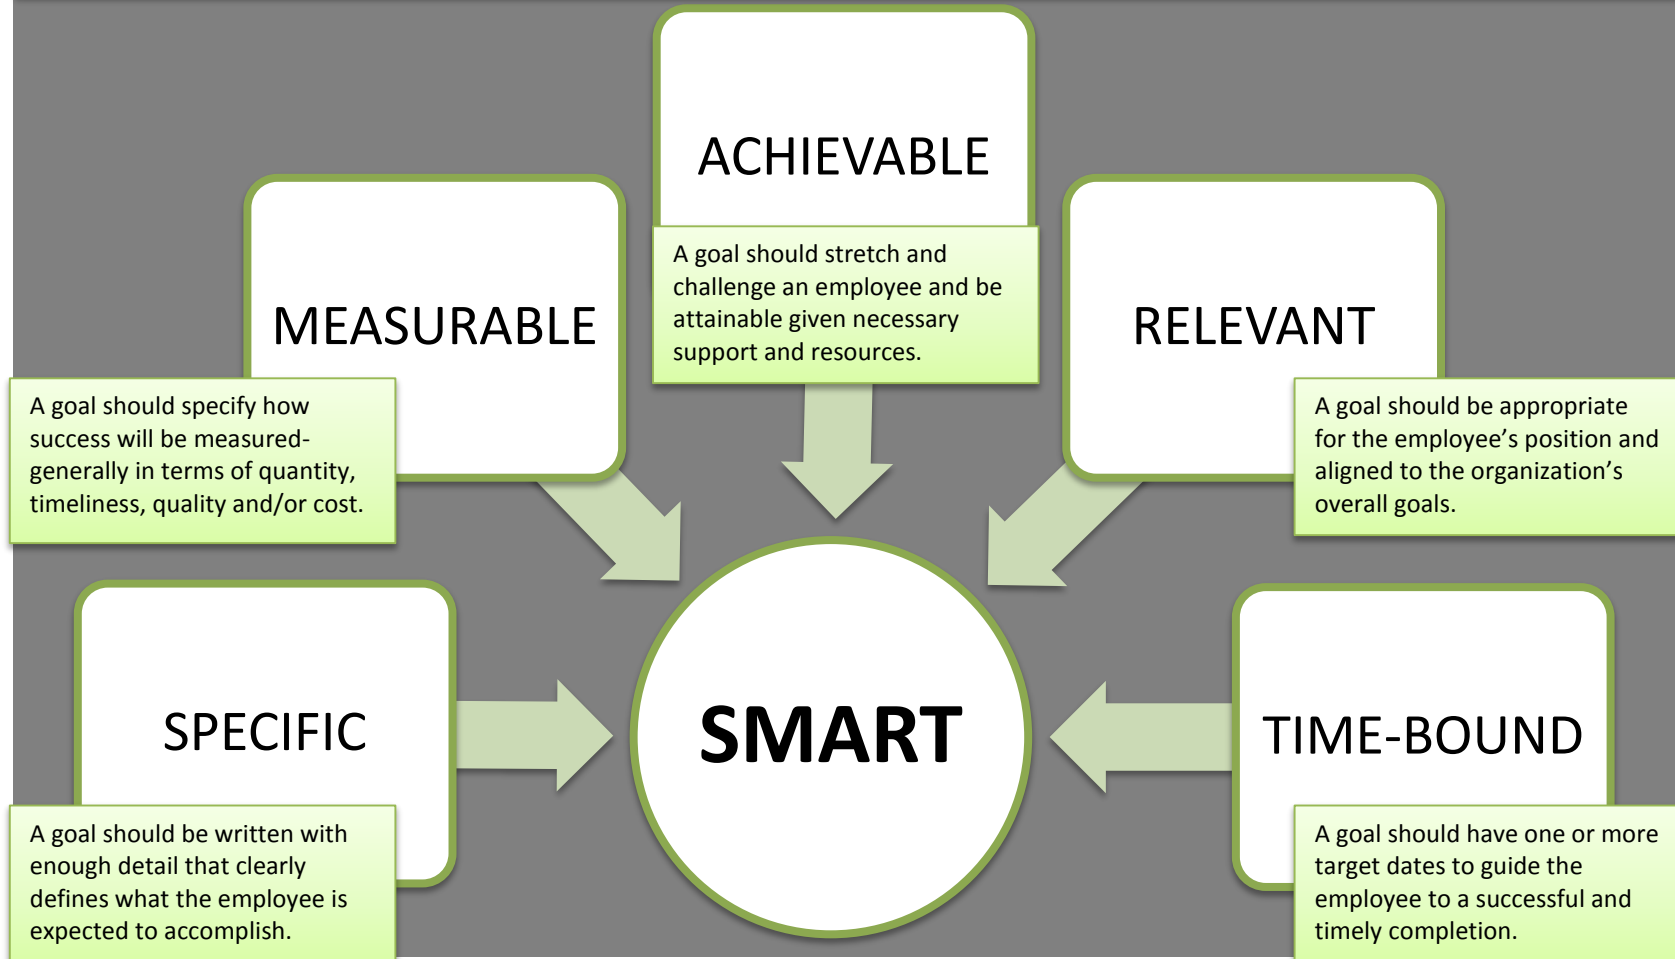 ACHIEVABLE
A goal should stretch and
challenge an employee and be
attainable given necessary
support and resources.
MEASURABLE
A goal should specify how
success will be measured-
generally in terms of quantity,
timeliness, quality and/or cost.
RELEVANT
A goal should be appropriate
for the employee’s position and
aligned to the organization’s
overall goals.
SPECIFIC
A goal should be written with
enough detail that clearly
defines what the employee is
expected to accomplish.
SMART
TIME-BOUND
A goal should have one or more
target dates to guide the
employee to a successful and
timely completion.